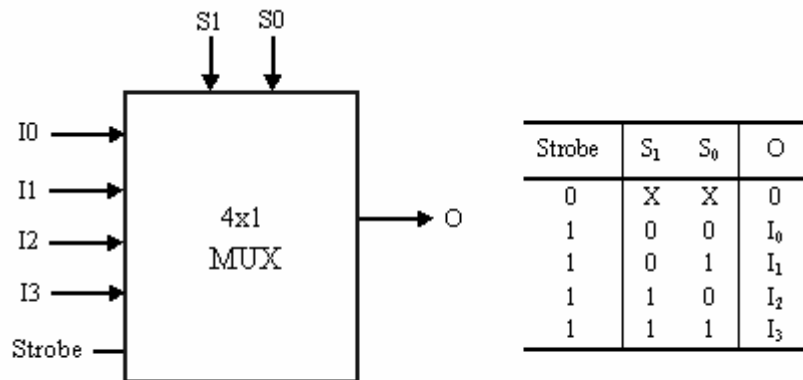 S1 S0
I0
I1
I2
I3
Strobe
4x1
MUX
O
Strobe S₁ S₀ O
0 X X 0
1 0 0 I₀
1 0 1 I₁
1 1 0 I₂
1 1 1 I₃